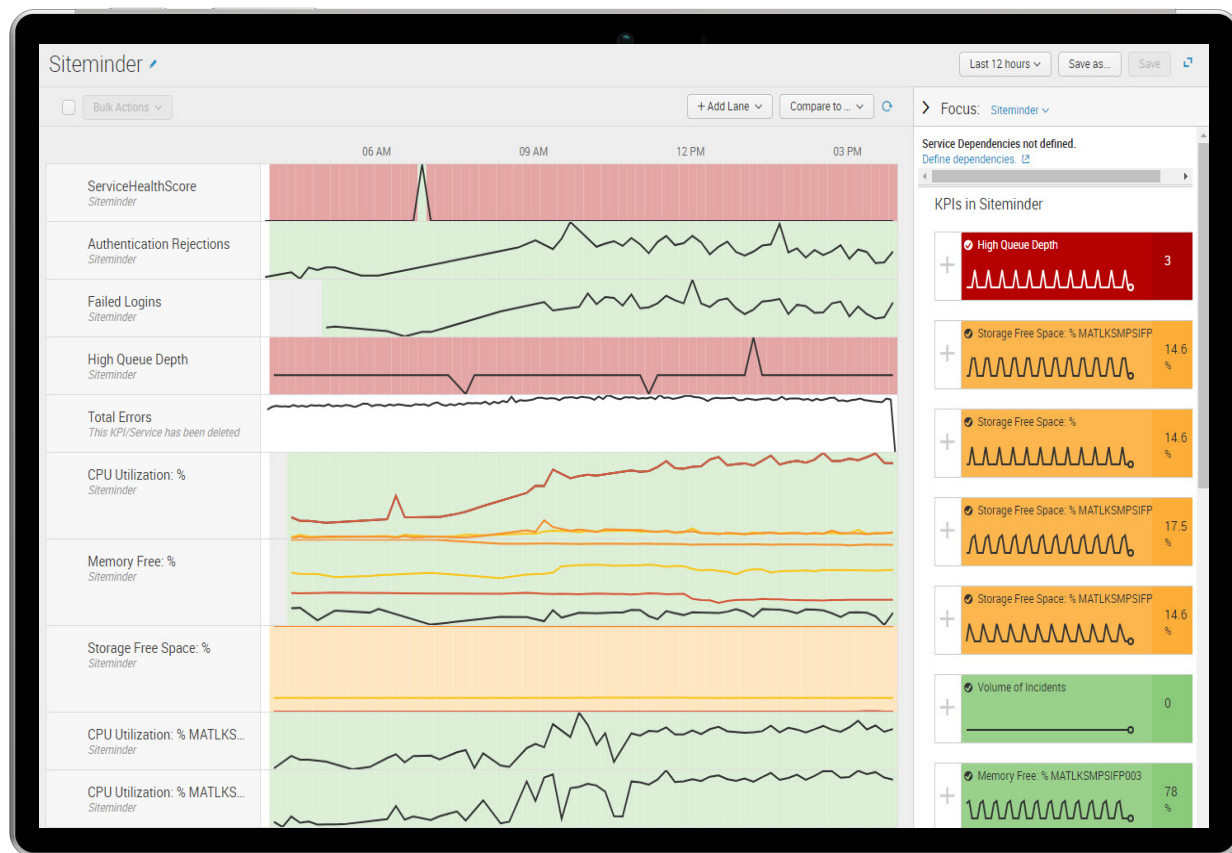 Siteminder
Last 12 hours
Save as...
Save
Bulk Actions
+ Add Lane
Compare to ...
Focus: Siteminder
06 AM
09 AM
12 PM
03 PM
Service Dependencies not defined.
Define dependencies.
ServiceHealthScore
Siteminder
Authentication Rejections
Siteminder
Failed Logins
Siteminder
High Queue Depth
Siteminder
Total Errors
This KPI/Service has been deleted
CPU Utilization: %
Siteminder
Memory Free: %
Siteminder
Storage Free Space: %
Siteminder
CPU Utilization: % MATLKS...
Siteminder
CPU Utilization: % MATLKS...
Siteminder
KPIs in Siteminder
High Queue Depth
3
Storage Free Space: % MATLKSMPSIFP
14.6
%
Storage Free Space: %
14.6
%
Storage Free Space: % MATLKSMPSIFP
17.5
%
Storage Free Space: % MATLKSMPSIFP
14.6
%
Volume of Incidents
0
Memory Free: % MATLKSMPSIFP003
78
%